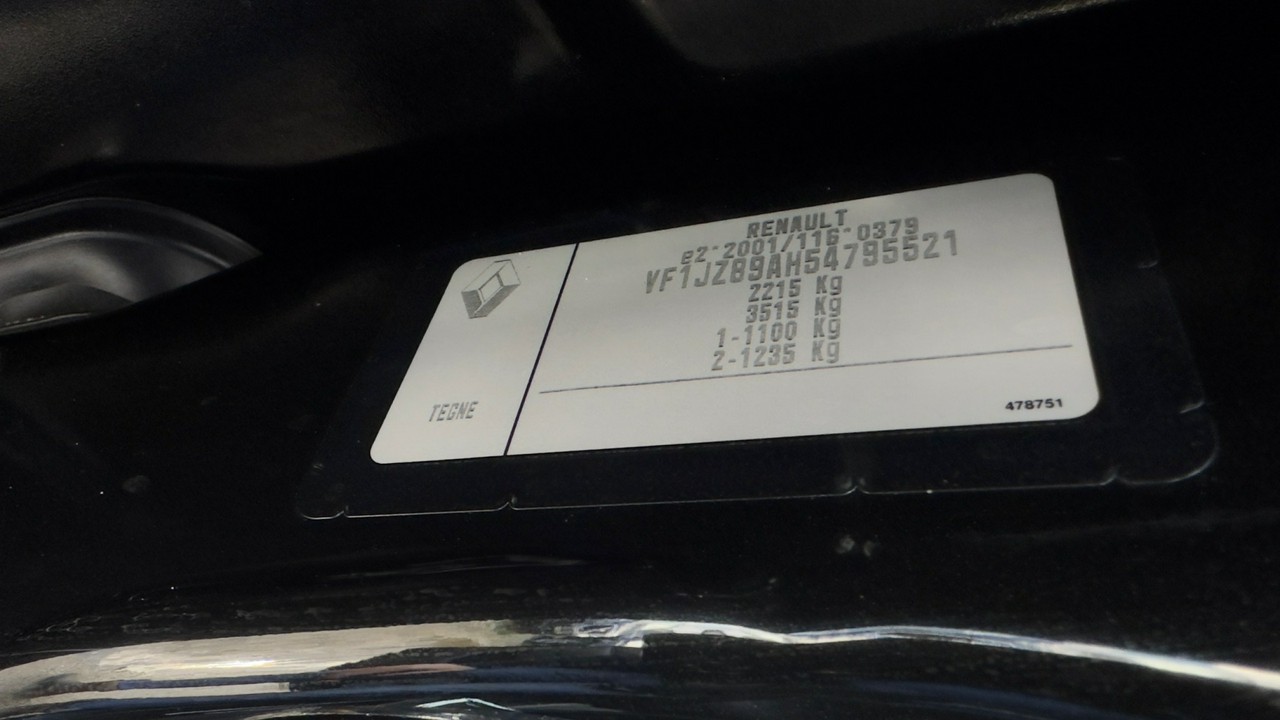 RENAULT
e2*2001/116*0379
VF1JZ89AH54795521
2215 Kg
3515 Kg
1-1100 Kg
2-1235 Kg
TEGNE
478751